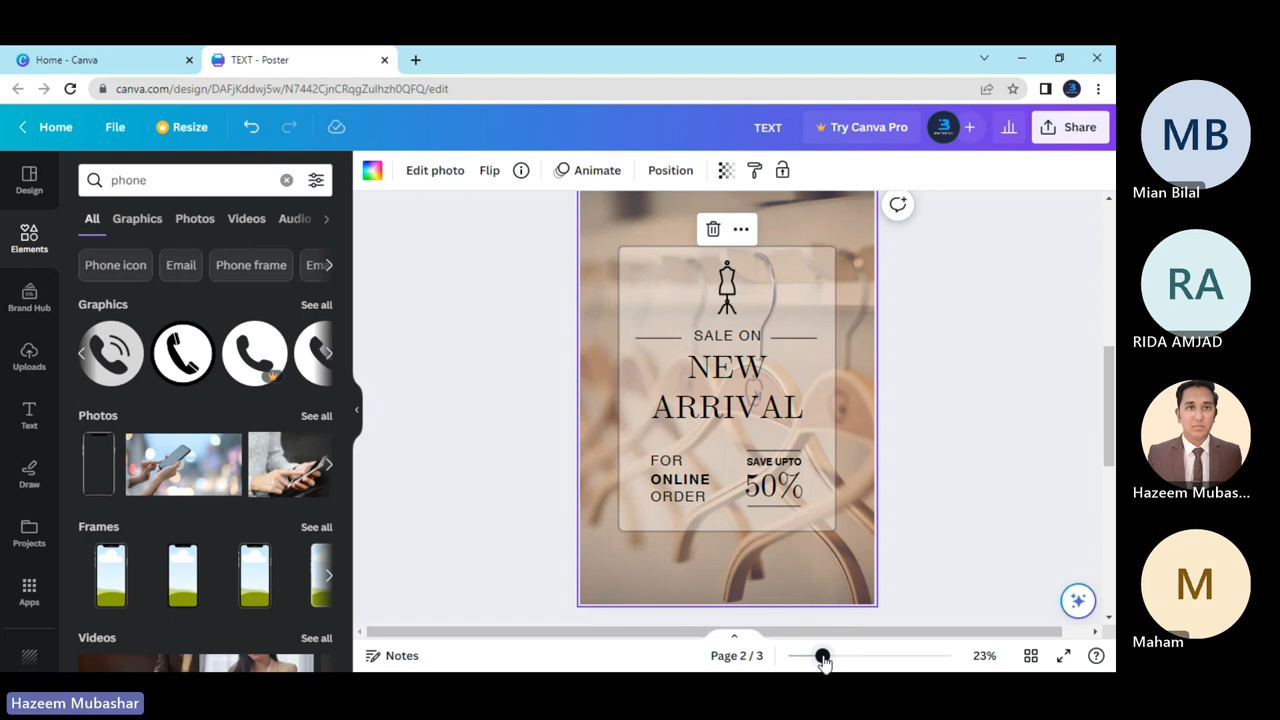 Home - Canva
TEXT - Poster
canva.com/design/DAFjKddwj5w/N7442CjnCRqgZuIhzh0QFQ/edit
Home
File
Resize
TEXT
Try Canva Pro
Share
Design
Elements
Brand Hub
Uploads
Text
Draw
Projects
Apps
phone
All
Graphics
Photos
Videos
Audio
Phone icon
Email
Phone frame
Graphics
See all
Photos
See all
Frames
See all
Videos
See all
Edit photo
Flip
Animate
Position
SALE ON
NEW
ARRIVAL
FOR
ONLINE
ORDER
SAVE UPTO
50%
Notes
Page 2 / 3
23%
MB
Mian Bilal
RA
RIDA AMJAD
Hazeem Mubas...
M
Maham
Hazeem Mubashar